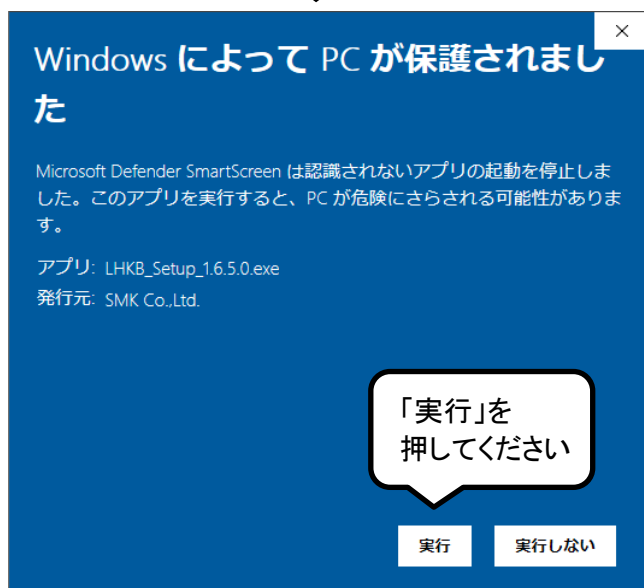 Windows によって PC が保護されまし
た
Microsoft Defender SmartScreen は認識されないアプリの起動を停止しま
した。このアプリを実行すると、PC が危険にさらされる可能性がありま
す。
アプリ: LHKB_Setup_1.6.5.0.exe
発行元: SMK Co.,Ltd.
「実行」を
押してください
実行 実行しない